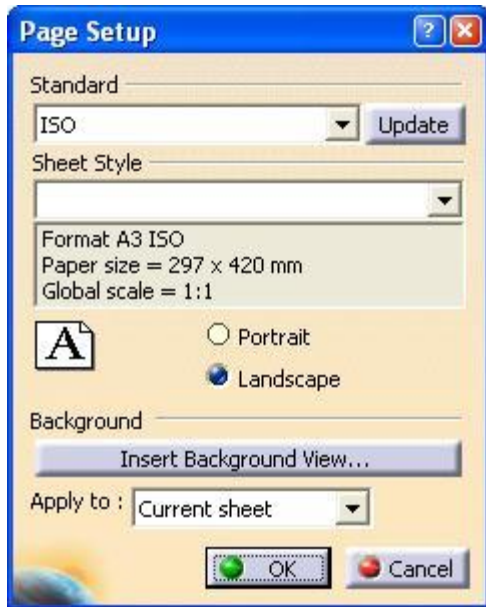 Page Setup
Standard
ISO
Update
Sheet Style
Format A3 ISO
Paper size = 297 x 420 mm
Global scale = 1:1
A
Portrait
Landscape
Background
Insert Background View...
Apply to : Current sheet
OK Cancel